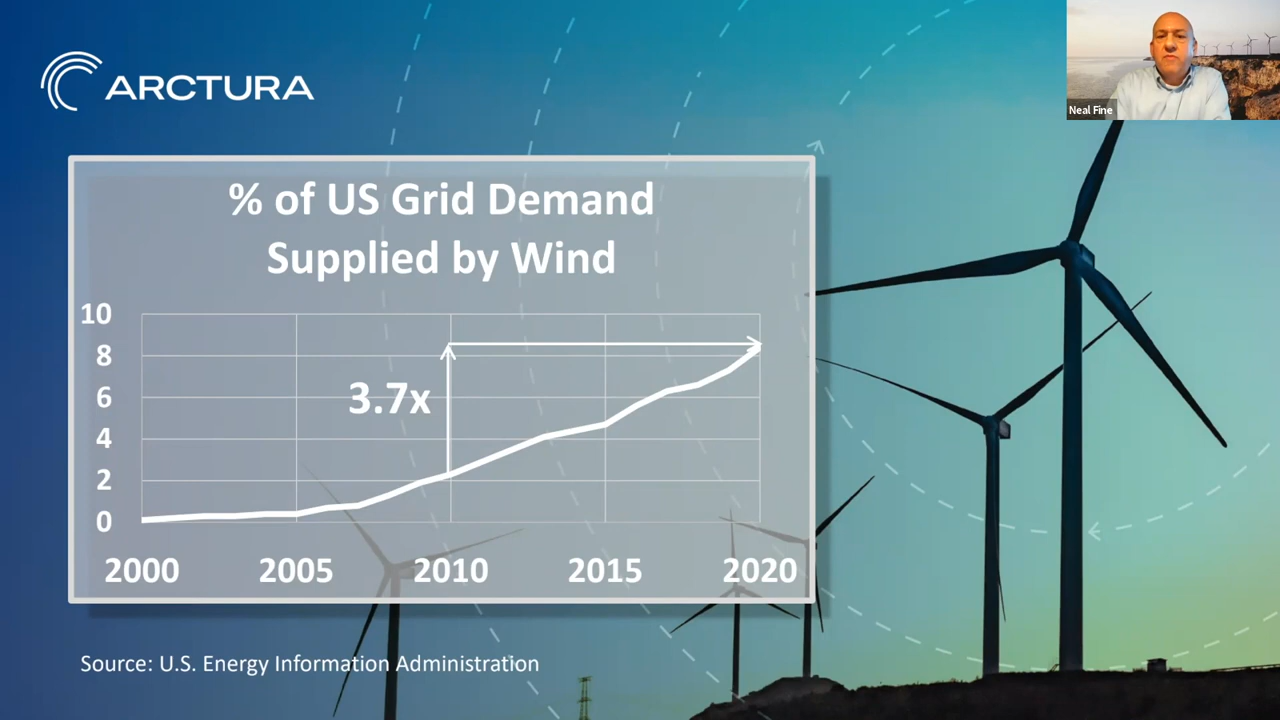 ARCTURA
Neal Fine
% of US Grid Demand
Supplied by Wind
10
8
6
4
2
0
3.7x
2000 2005 2010 2015 2020
Source: U.S. Energy Information Administration